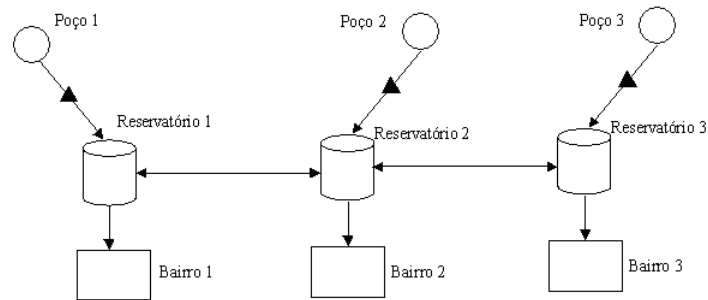 Poço 1
Poço 2
Poço 3
Reservatório 1
Reservatório 2
Reservatório 3
Bairro 1
Bairro 2
Bairro 3